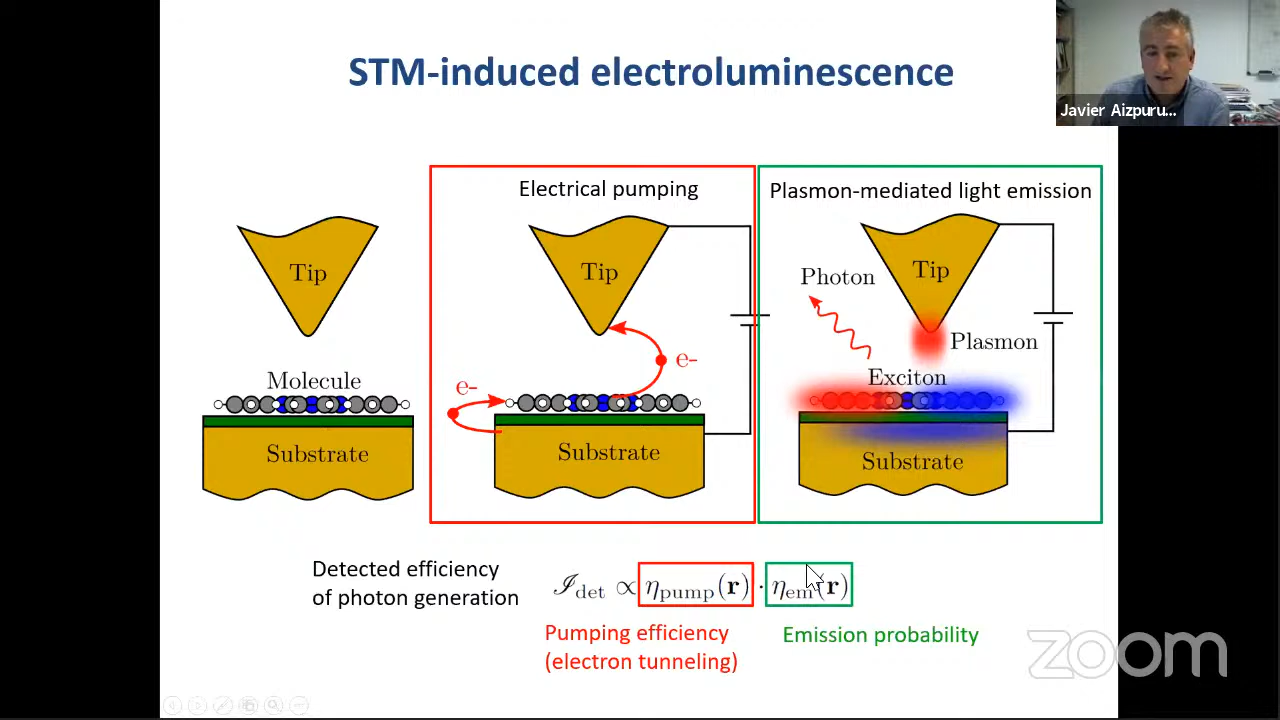 STM-induced electroluminescence
Javier Aizpuru...
Electrical pumping
Plasmon-mediated light emission
Tip
Molecule
Substrate
Tip
e-
e-
Substrate
Photon
Tip
Plasmon
Exciton
Substrate
Detected efficiency
of photon generation
ℐdet ∝ ηpump(r) · ηem(r)
Pumping efficiency
(electron tunneling)
Emission probability
zoom